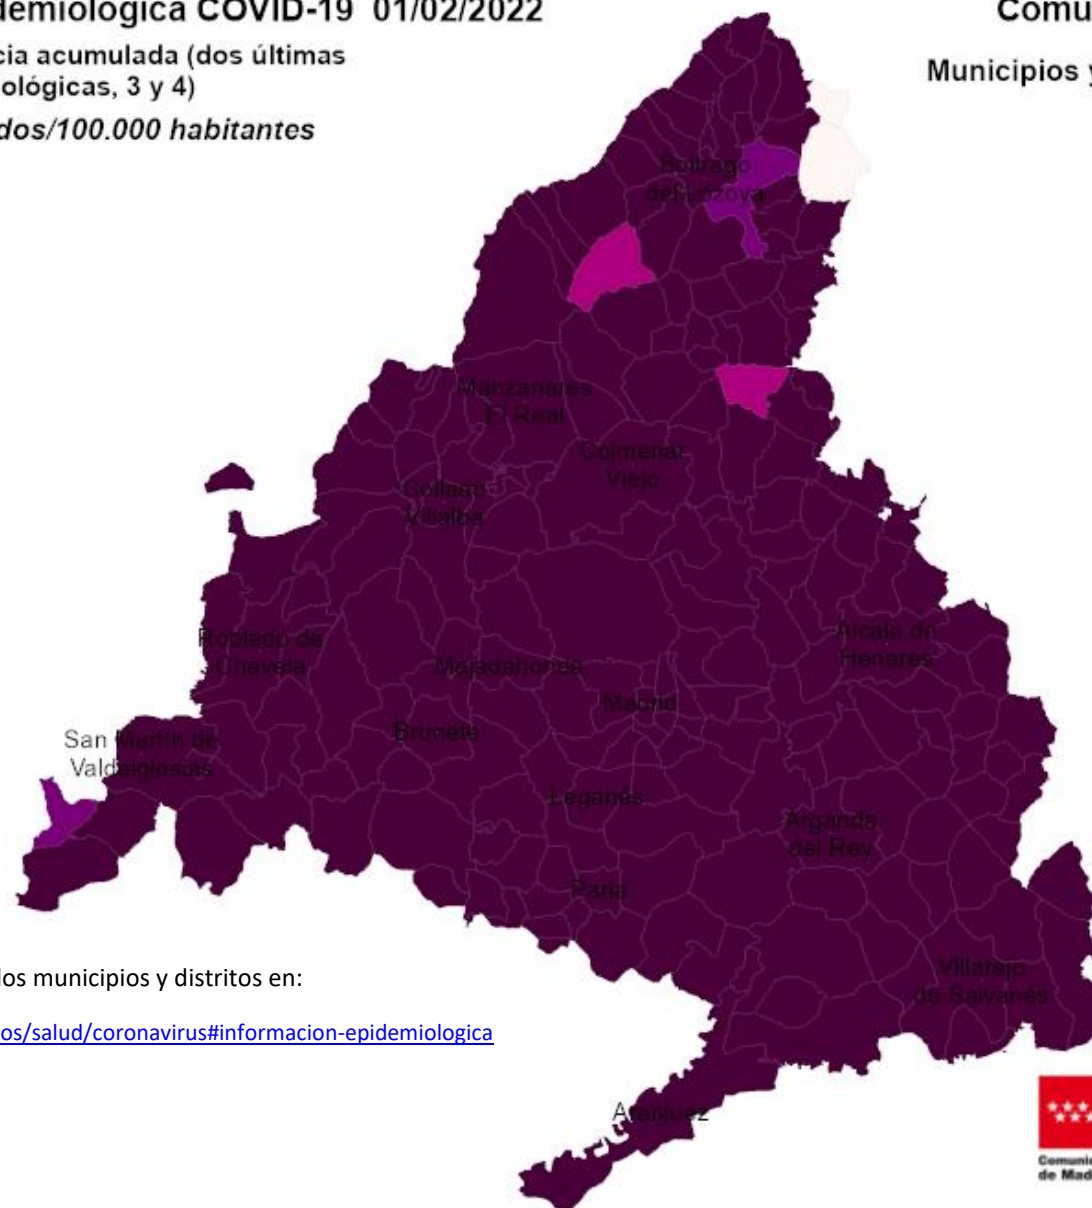 demiológica COVID-19 01/02/2022
Comu
cia acumulada (dos últimas
ológicas, 3 y 4)
Municipios y
dos/100.000 habitantes
Buitrago
del Lozoya
Manzanares
El Real
Colmenar
Viejo
Collado
Villalba
Robledo de
Chavela
Alcalá de
Henares
Majadahonda
Madrid
San Martín de
Valdeiglesias
Brunete
Leganés
Arganda
del Rey
Parla
los municipios y distritos en:
Villarejo
de Salvanés
os/salud/coronavirus#informacion-epidemiologica
Aranjuez
Comunid
de Mad